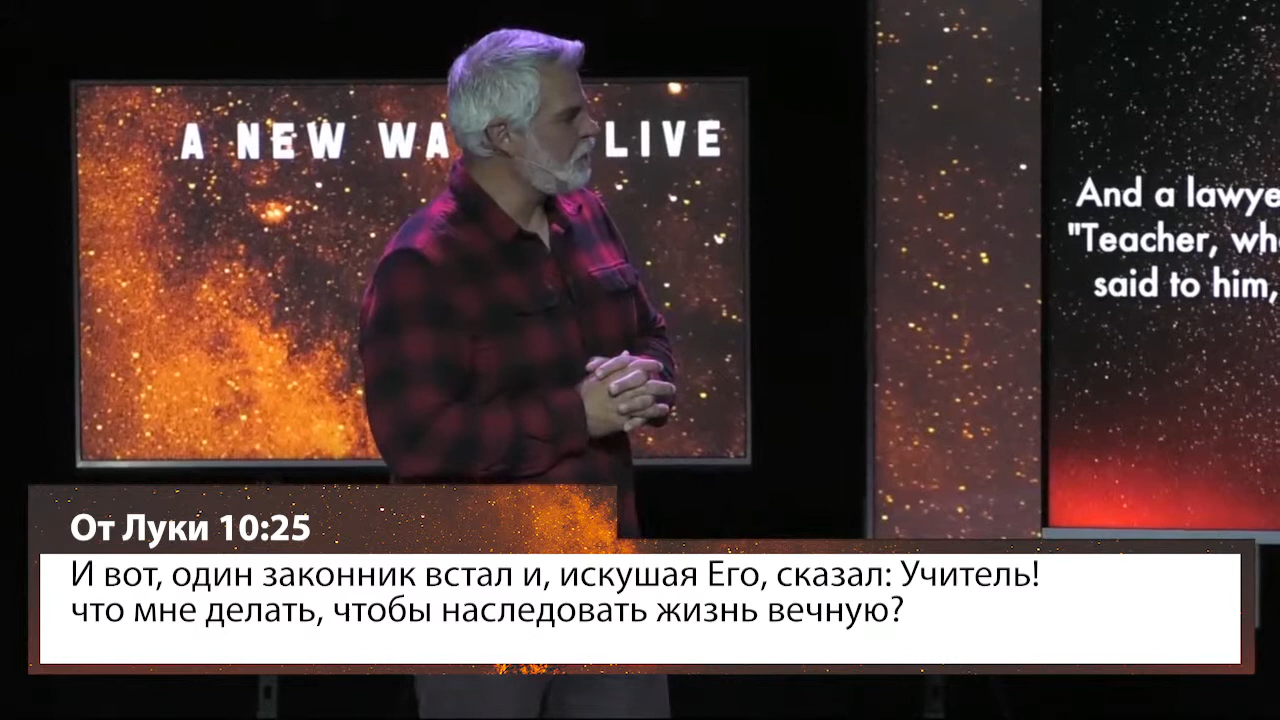 A NEW WA LIVE
And a lawye
"Teacher, wh
said to him,
От Луки 10:25
И вот, один законник встал и, искушая Его, сказал: Учитель!
что мне делать, чтобы наследовать жизнь вечную?